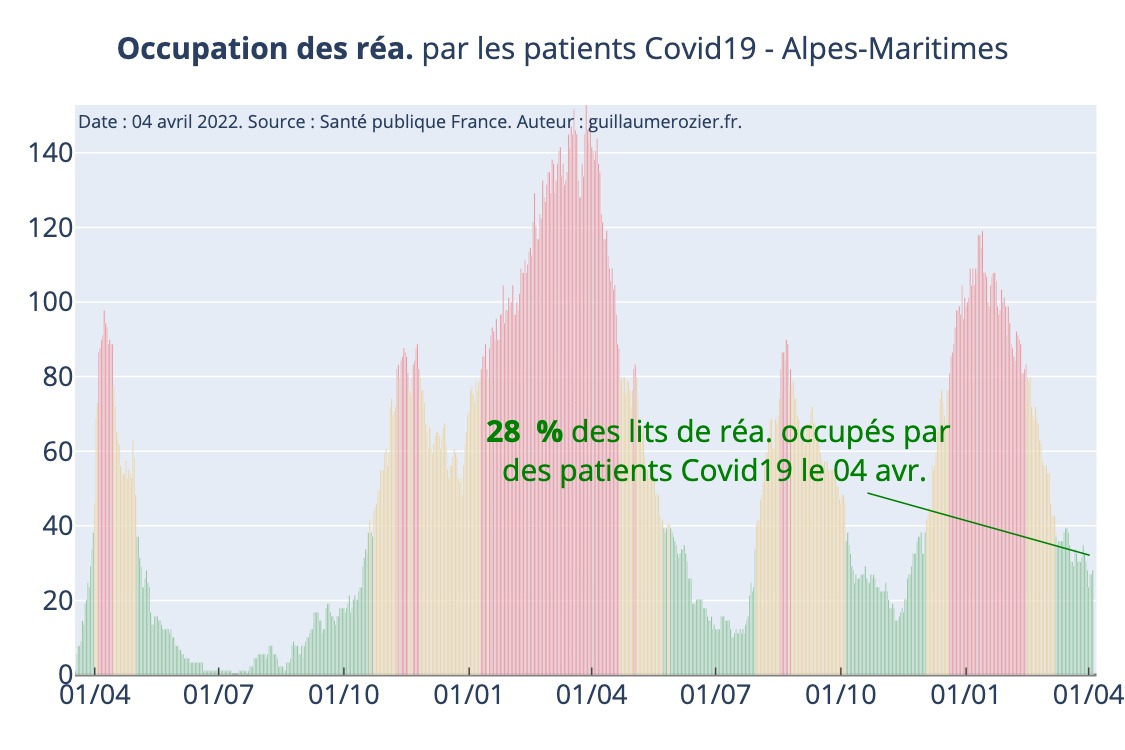 Occupation des réa. par les patients Covid19 - Alpes-Maritimes
Date : 04 avril 2022. Source : Santé publique France. Auteur : guillaumerozier.fr.
140
120
100
80
60
40
20
0
28 % des lits de réa. occupés par
des patients Covid19 le 04 avr.
01/04 01/07 01/10 01/01 01/04 01/07 01/10 01/01 01/04